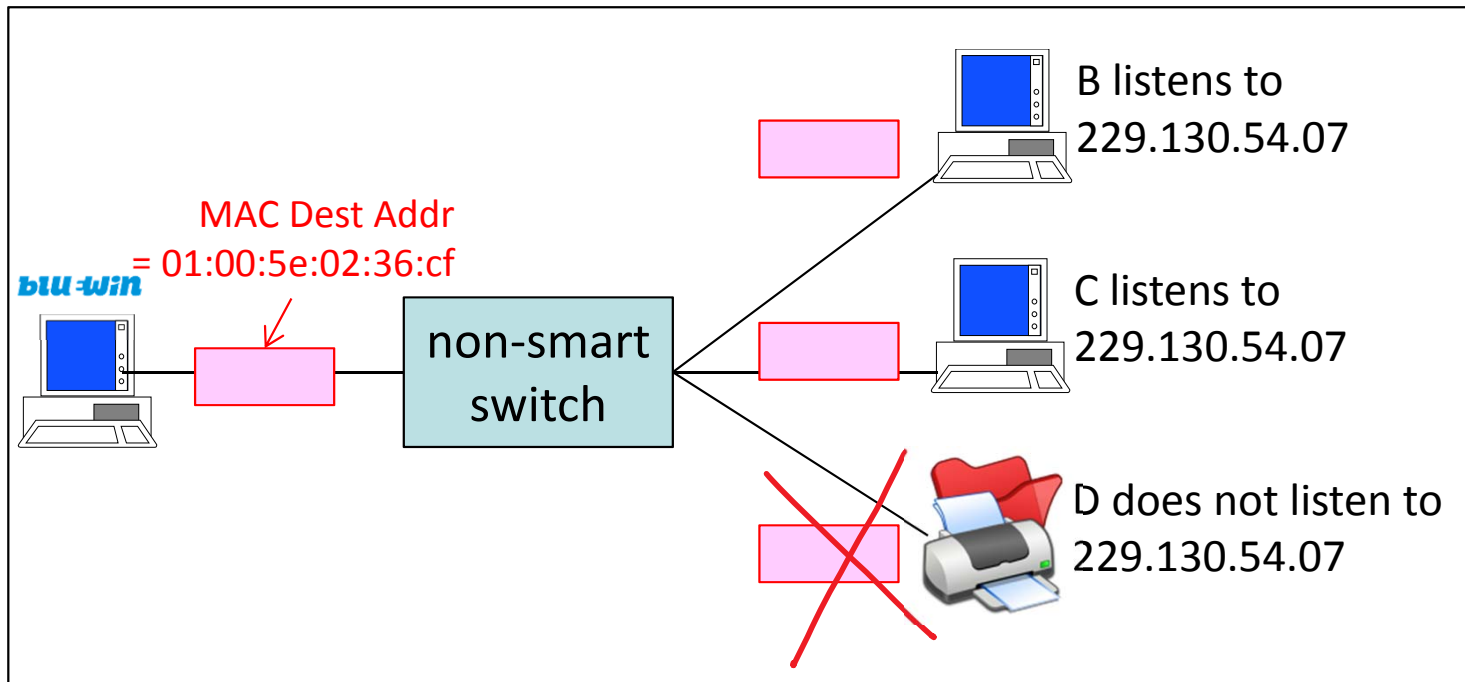 B listens to
229.130.54.07
MAC Dest Addr
= 01:00:5e:02:36:cf
blu win
non-smart
switch
C listens to
229.130.54.07
D does not listen to
229.130.54.07